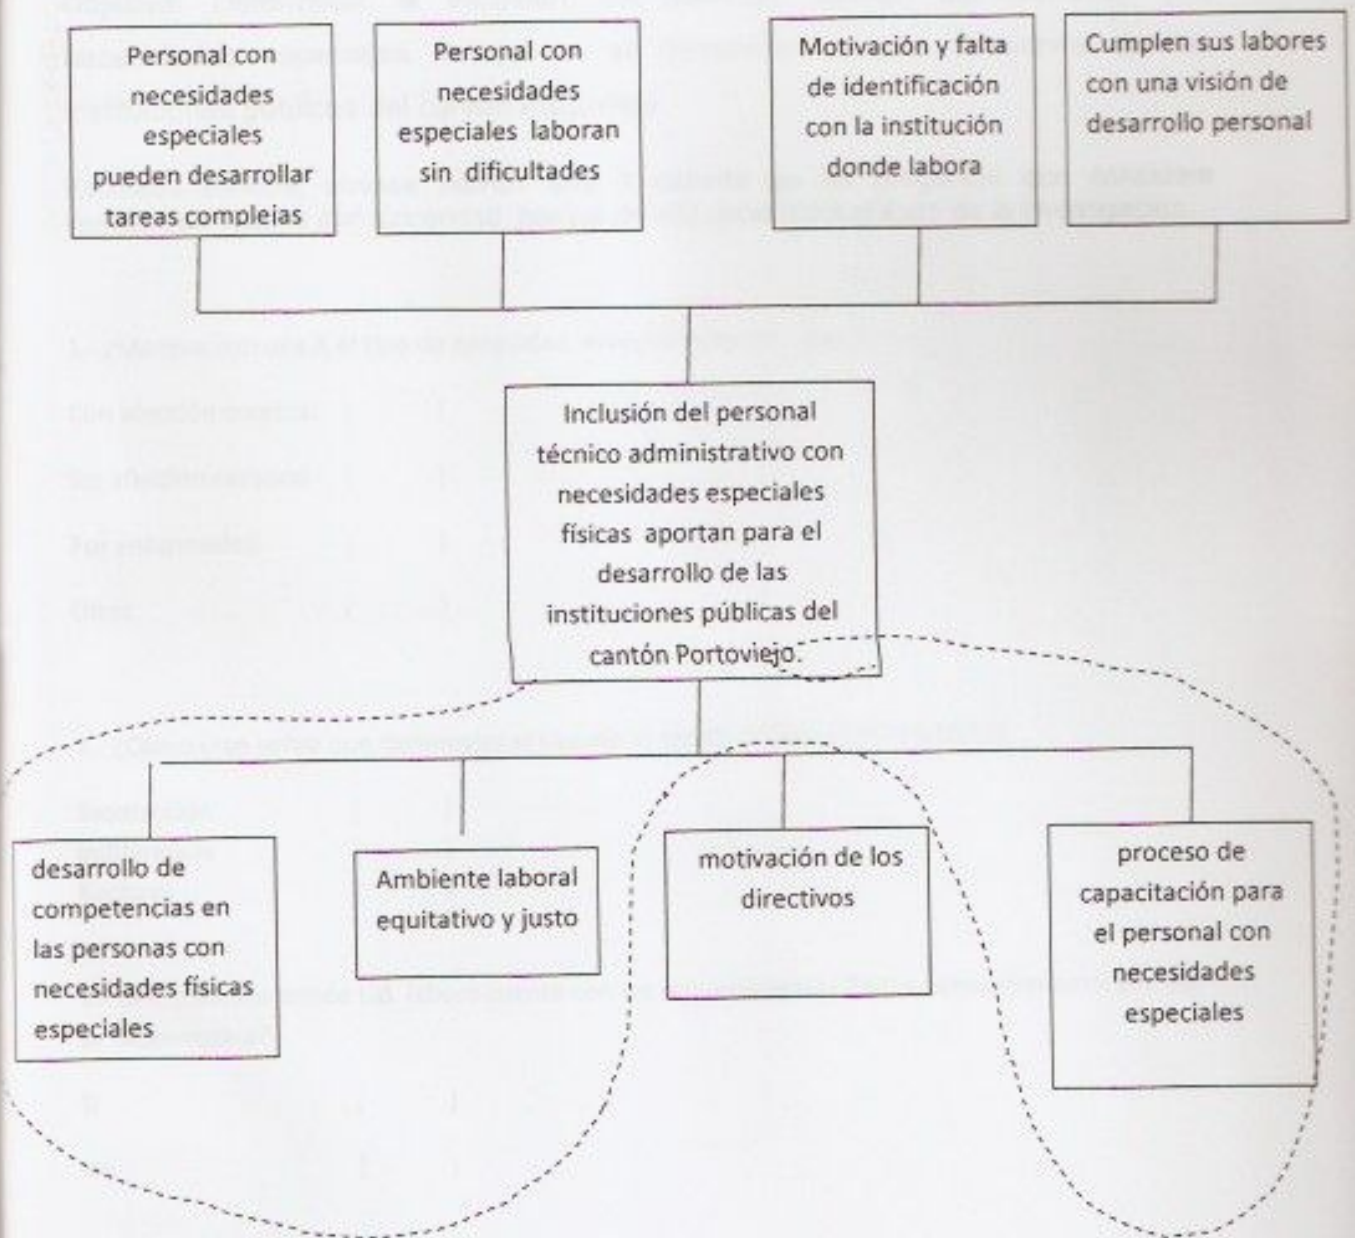 Personal con
necesidades
especiales
pueden desarrollar
tareas complejas
Personal con
necesidades
especiales laboran
sin dificultades
Motivación y falta
de identificación
con la institución
donde labora
Cumplen sus labores
con una visión de
desarrollo personal
Inclusión del personal
técnico administrativo con
necesidades especiales
físicas aportan para el
desarrollo de las
instituciones públicas del
cantón Portoviejo.
desarrollo de
competencias en
las personas con
necesidades físicas
especiales
Ambiente laboral
equitativo y justo
motivación de los
directivos
proceso de
capacitación para
el personal con
necesidades
especiales